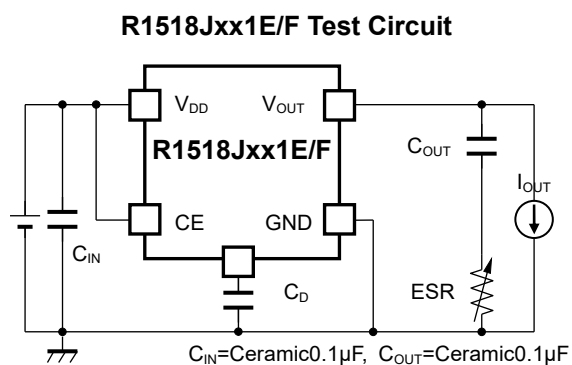 R1518Jxx1E/F Test Circuit
VDD VOUT
R1518Jxx1E/F
COUT
IOUT
CE GND
CIN
CD
ESR
CIN=Ceramic0.1μF, COUT=Ceramic0.1μF